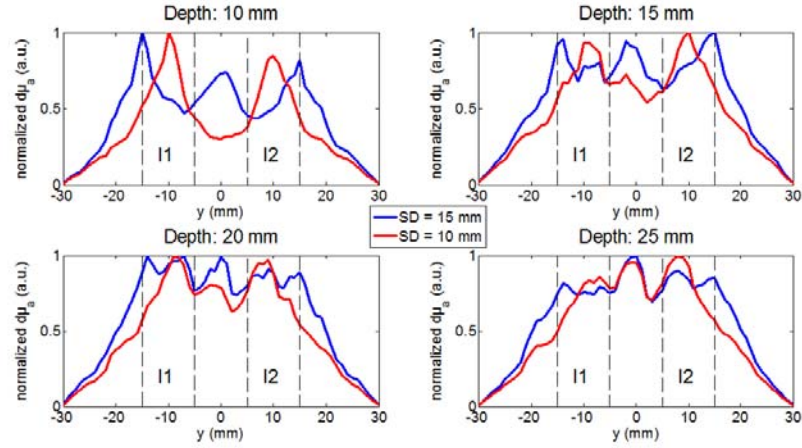 Depth: 10 mm
normalized dμa (a.u.)
1
0.5
0
I1
I2
-30 -20 -10 0 10 20 30
y (mm)
Depth: 15 mm
normalized dμa (a.u.)
1
0.5
0
I1
I2
-30 -20 -10 0 10 20 30
y (mm)
SD = 15 mm
SD = 10 mm
Depth: 20 mm
normalized dμa (a.u.)
1
0.5
0
I1
I2
-30 -20 -10 0 10 20 30
y (mm)
Depth: 25 mm
normalized dμa (a.u.)
1
0.5
0
I1
I2
-30 -20 -10 0 10 20 30
y (mm)